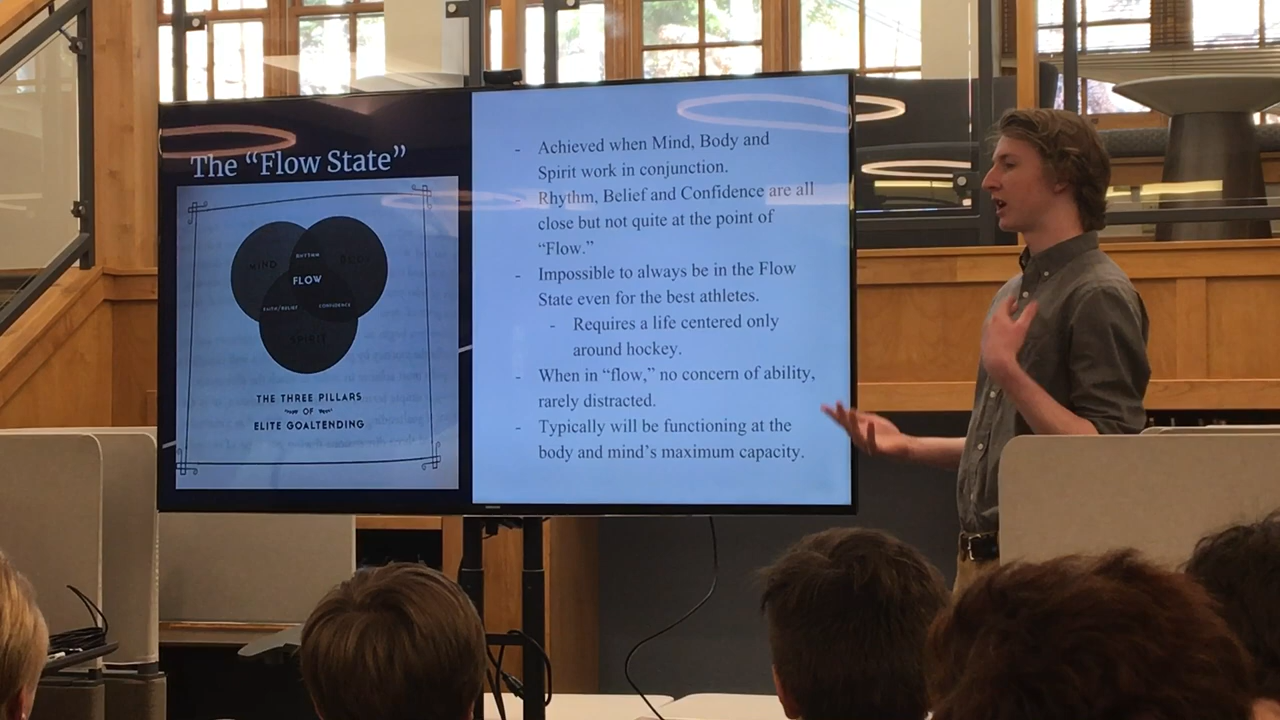 The “Flow State”
MIND
BODY
RHYTHM
FLOW
FAITH/BELIEF
CONFIDENCE
SPIRIT
THE THREE PILLARS
OF
ELITE GOALTENDING
- Achieved when Mind, Body and
Spirit work in conjunction.
- Rhythm, Belief and Confidence are all
close but not quite at the point of
“Flow.”
- Impossible to always be in the Flow
State even for the best athletes.
- Requires a life centered only
around hockey.
- When in “flow,” no concern of ability,
rarely distracted.
- Typically will be functioning at the
body and mind’s maximum capacity.